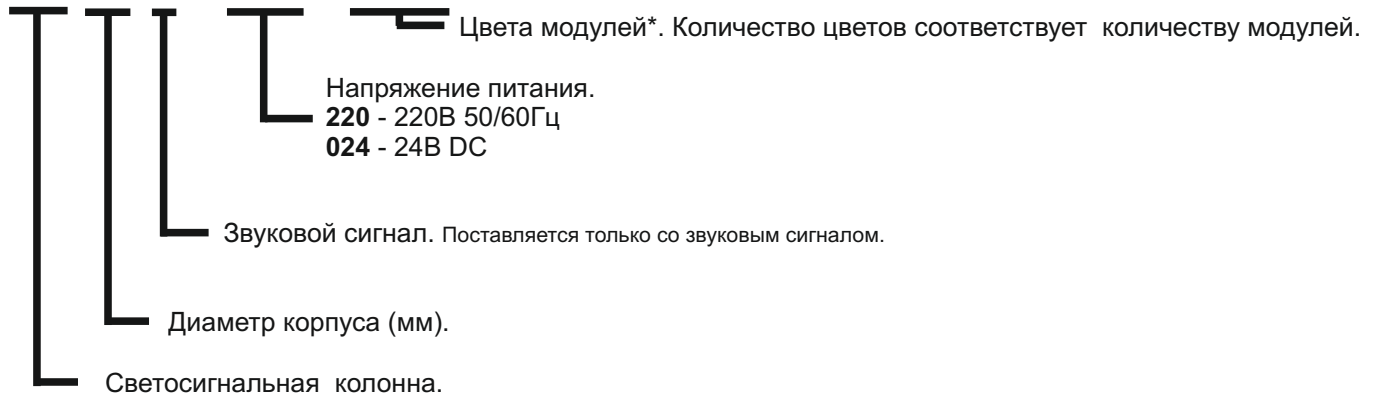 Цвета модулей*. Количество цветов соответствует количеству модулей.
Напряжение питания.
220 - 220В 50/60Гц
024 - 24В DC
Звуковой сигнал. Поставляется только со звуковым сигналом.
Диаметр корпуса (мм).
Светосигнальная колонна.